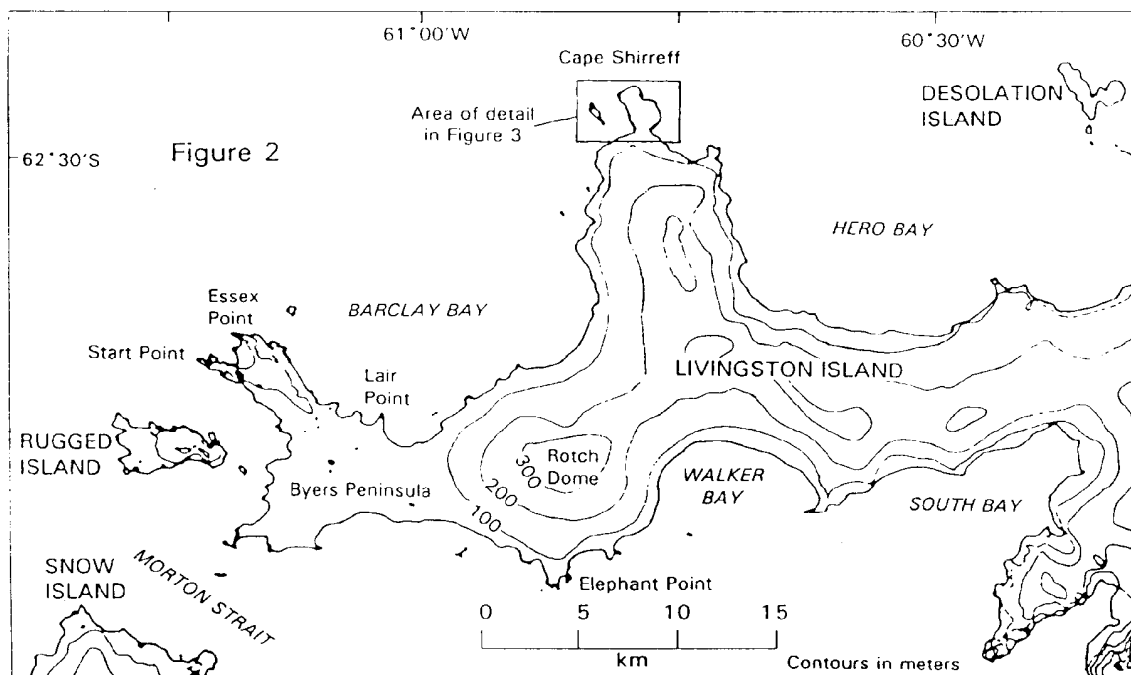 61°00'W
60°30'W
Cape Shirreff
DESOLATION
ISLAND
Area of detail
in Figure 3
62°30'S
Figure 2
HERO BAY
Essex
Point
BARCLAY BAY
Start Point
Lair
Point
LIVINGSTON ISLAND
RUGGED
ISLAND
Rotch
Dome
300
200
100
WALKER
BAY
Byers Peninsula
SOUTH BAY
SNOW
ISLAND
MORTON STRAIT
Elephant Point
0 5 10 15
km
Contours in meters